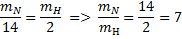 m_N/14 = m_H/2 => m_N/m_H = 14/2 = 7